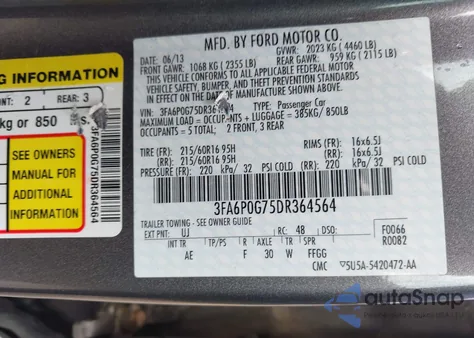 G INFORMATION
NT: 2 REAR: 3
kg or 850
SEE OWNERS
MANUAL FOR
ADDITIONAL
INFORMATION
3FA6P0G75DR364564
MFD. BY FORD MOTOR CO.
DATE: 06/13 GVWR: 2023 KG ( 4460 LB)
FRONT GAWR: 1068 KG ( 2355 LB) REAR GAWR: 959 KG ( 2115 LB)
THIS VEHICLE CONFORMS TO ALL APPLICABLE FEDERAL MOTOR
VEHICLE SAFETY, BUMPER, AND THEFT PREVENTION STANDARDS
IN EFFECT ON THE DATE OF MANUFACTURE SHOWN ABOVE.
VIN: 3FA6P0G75DR364564 TYPE: Passenger Car
MAXIMUM LOAD = OCCUPANTS + LUGGAGE = 385KG/850LB
OCCUPANTS = 5 TOTAL: 2 FRONT, 3 REAR
TIRE (FR): 215/60R16 95H RIMS (FR): 16x6.5J
(RR): 215/60R16 95H (RR): 16x6.5J
PRESSURE (FR): 220 kPa/ 32 PSI COLD (RR): 220 kPa/ 32 PSI COLD
3FA6P0G75DR364564
TRAILER TOWING - SEE OWNER GUIDE
EXT PNT: UJ RC: 48 F0066
R0082
INT TR TP/PS R AXLE TR SPR
AE F 30 W FFGG
CMC ▽5U5A-5420472-AA
autoSnap